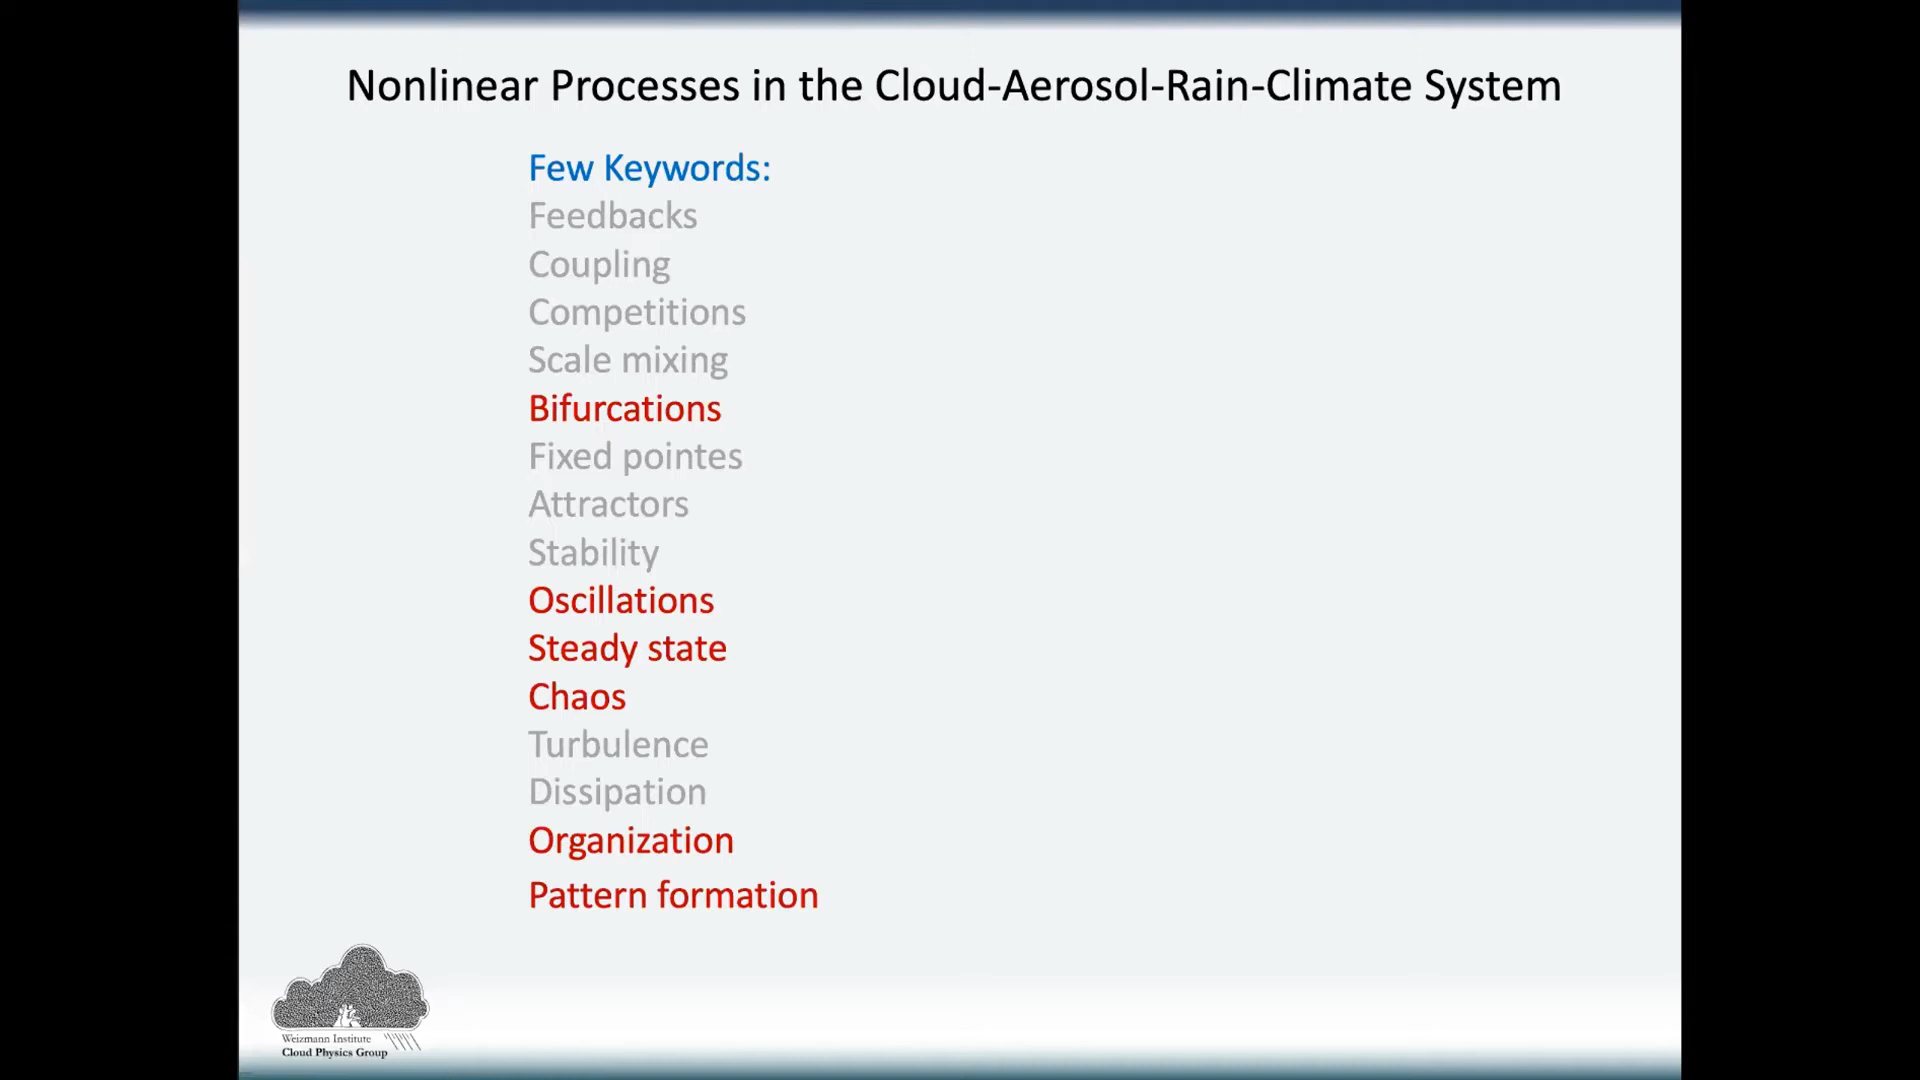 Nonlinear Processes in the Cloud-Aerosol-Rain-Climate System
Few Keywords:
Feedbacks
Coupling
Competitions
Scale mixing
Bifurcations
Fixed pointes
Attractors
Stability
Oscillations
Steady state
Chaos
Turbulence
Dissipation
Organization
Pattern formation
Weizmann Institute
Cloud Physics Group